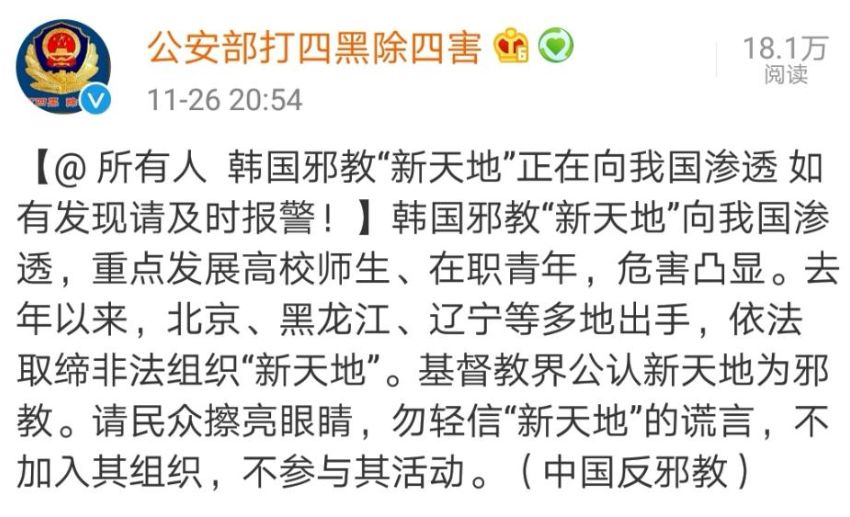 公安部打四黑除四害
18.1万
阅读
11-26 20:54
【@ 所有人 韩国邪教“新天地”正在向我国渗透 如
有发现请及时报警！】韩国邪教“新天地”向我国渗
透，重点发展高校师生、在职青年，危害凸显。去
年以来，北京、黑龙江、辽宁等多地出手，依法
取缔非法组织“新天地”。基督教界公认新天地为邪
教。请民众擦亮眼睛，勿轻信“新天地”的谎言，不
加入其组织，不参与其活动。（中国反邪教）